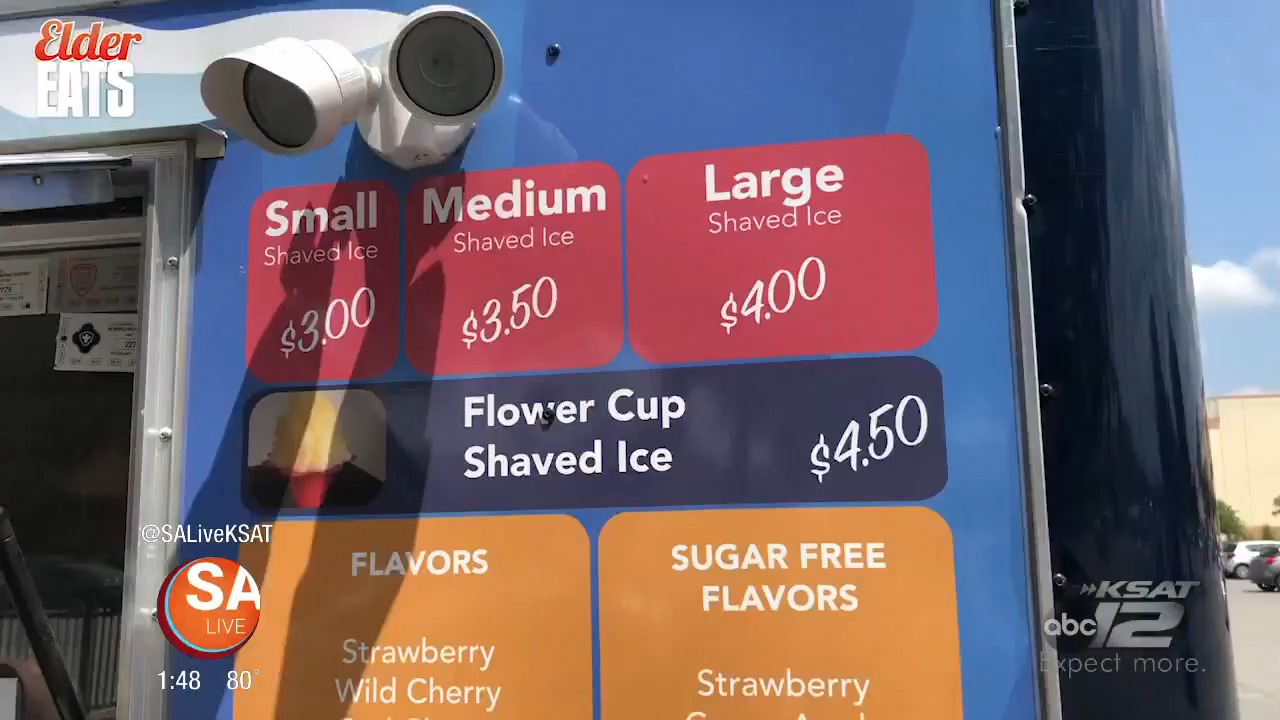 Elder
EATS
Small
Shaved Ice
$3.00
Medium
Shaved Ice
$3.50
Large
Shaved Ice
$4.00
Flower Cup
Shaved Ice
$4.50
FLAVORS
Strawberry
Wild Cherry
SUGAR FREE
FLAVORS
Strawberry
@SALiveKSAT
SA
LIVE
1:48 80°
KSAT
abc 12
Expect more.
227